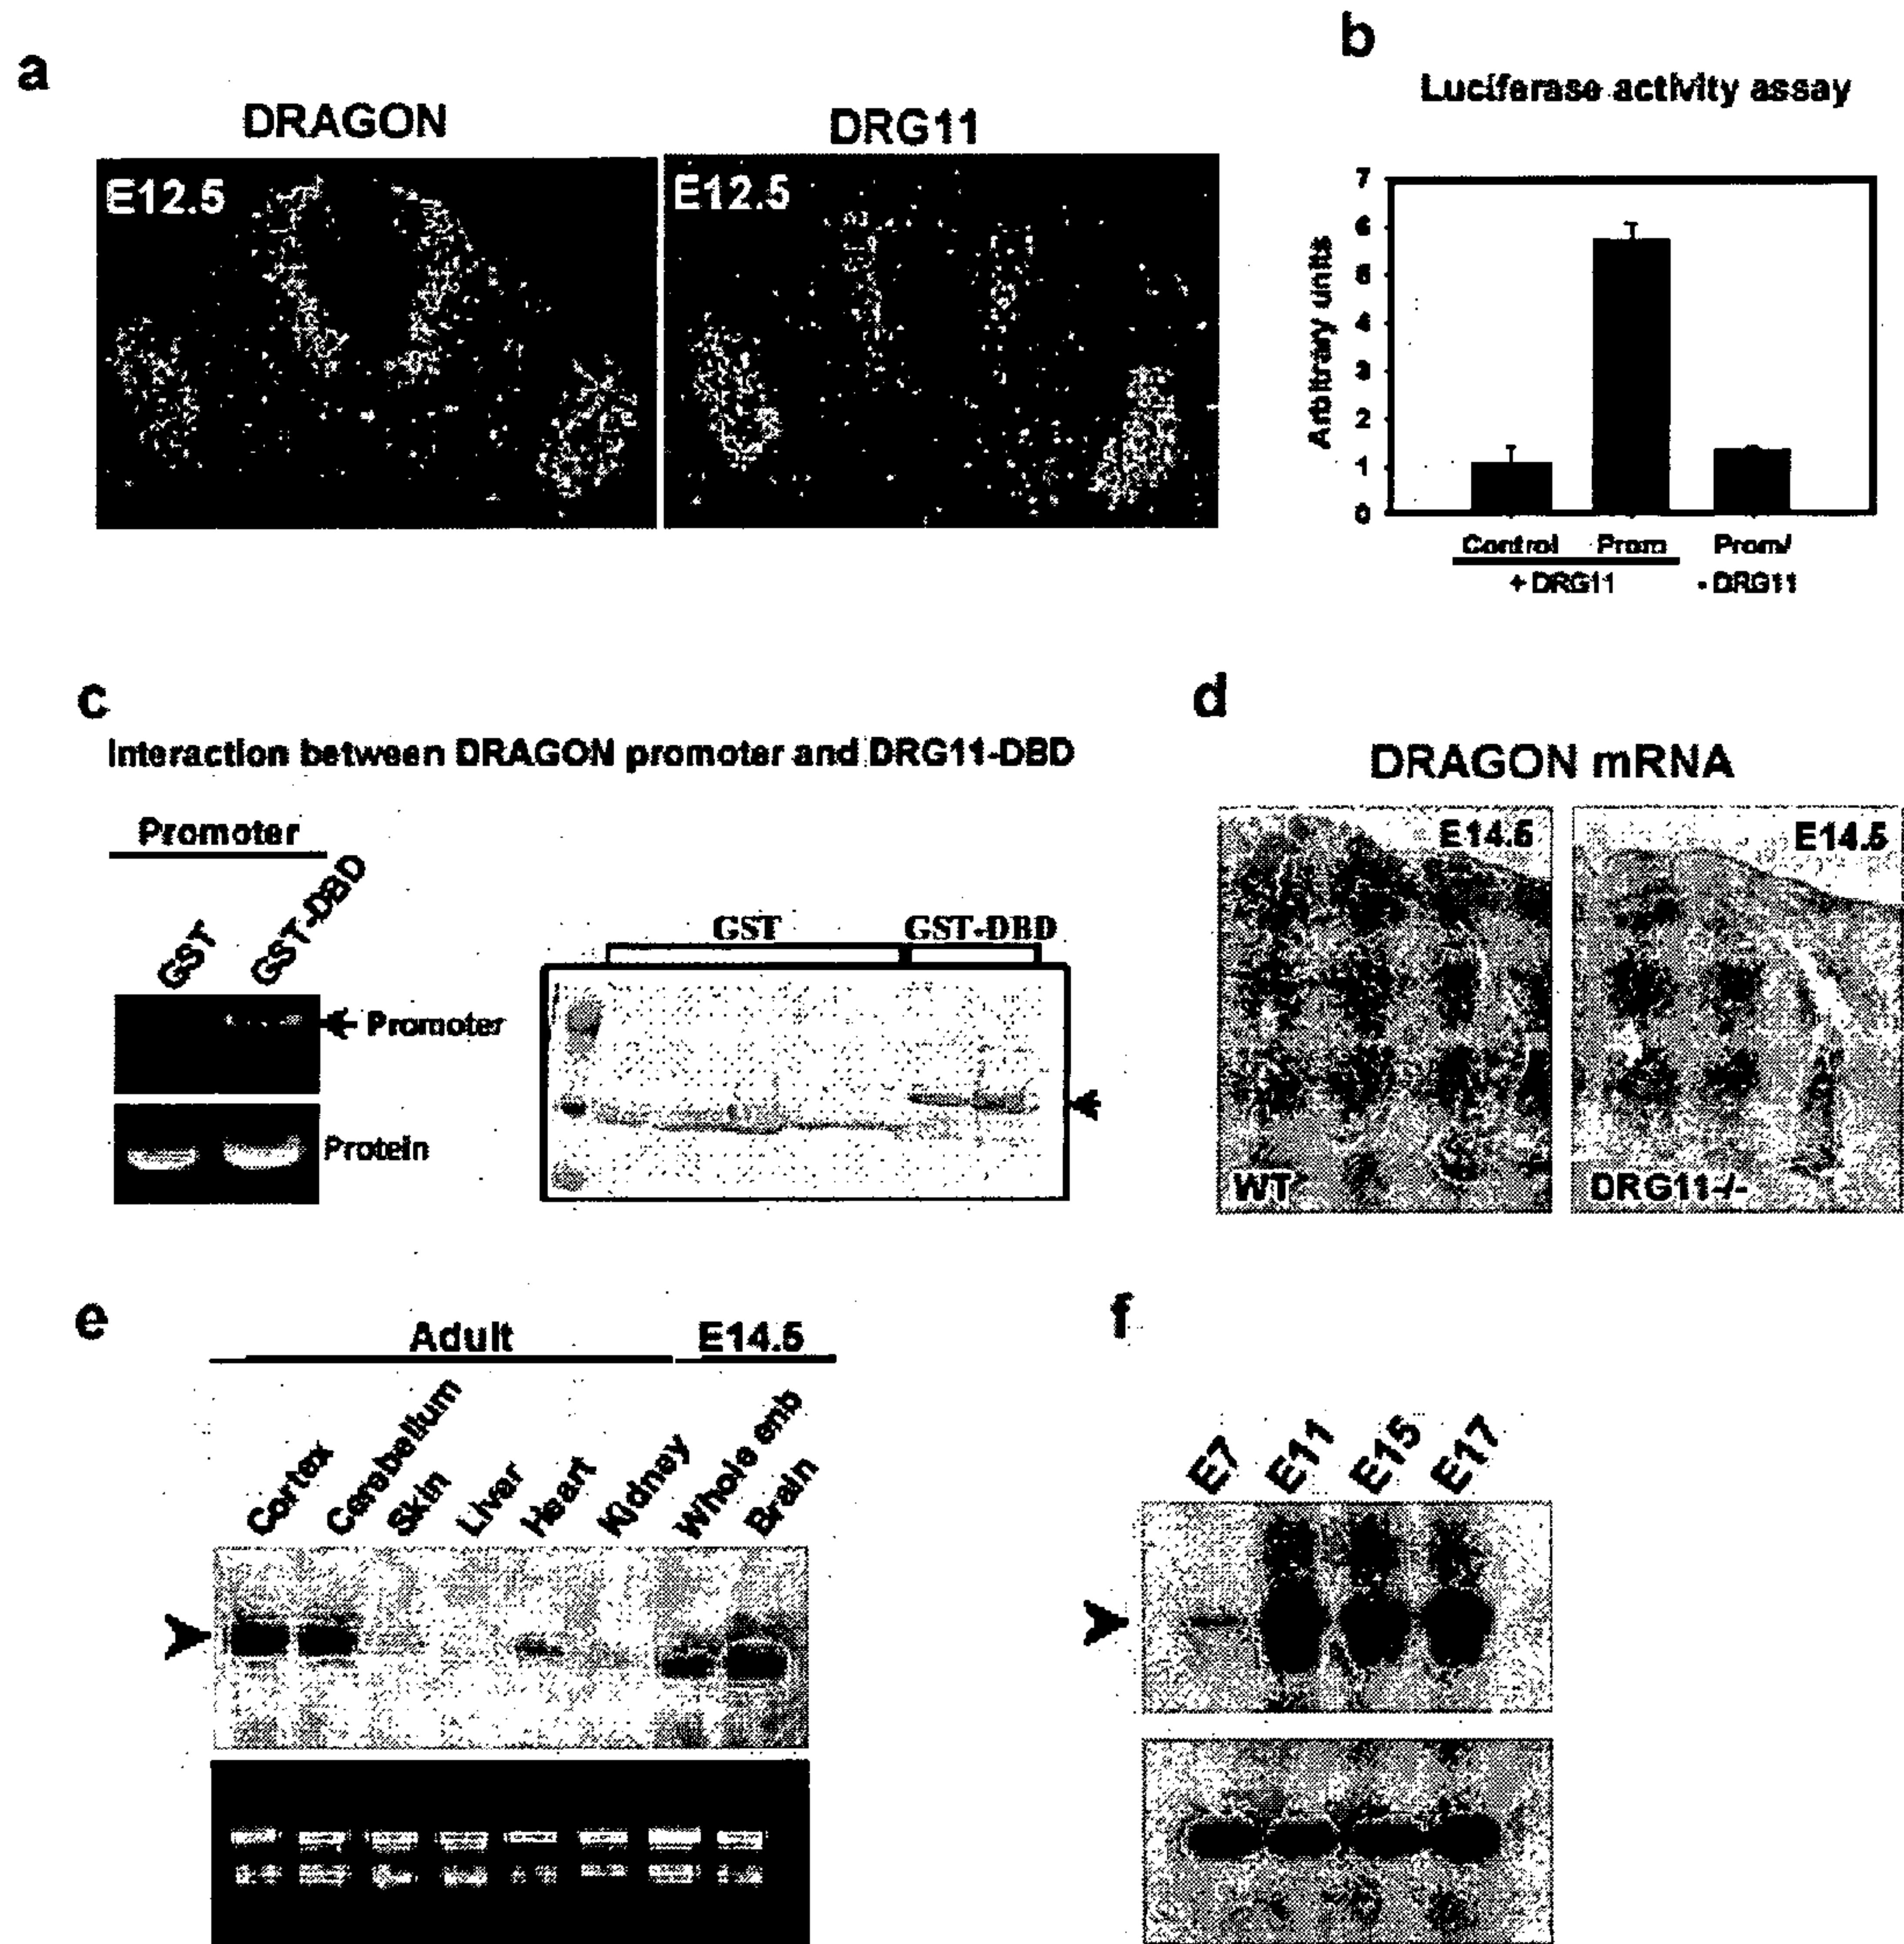 a
DRAGON
DRG11
E12.5
E12.5
b
Luciferase activity assay
Arbitrary units
7
6
5
4
3
2
1
0
Control
Prom
Prom/
+ DRG11
- DRG11
c
Interaction between DRAGON promoter and DRG11-DBD
Promoter
GST
GST-DBD
Promoter
Protein
GST
GST-DBD
d
DRAGON mRNA
E14.5
E14.5
WT
DRG11-/-
e
Adult
E14.5
Cortex
Cerebellum
Skin
Liver
Heart
Kidney
Whole enb
Brain
f
E7
E11
E15
E17